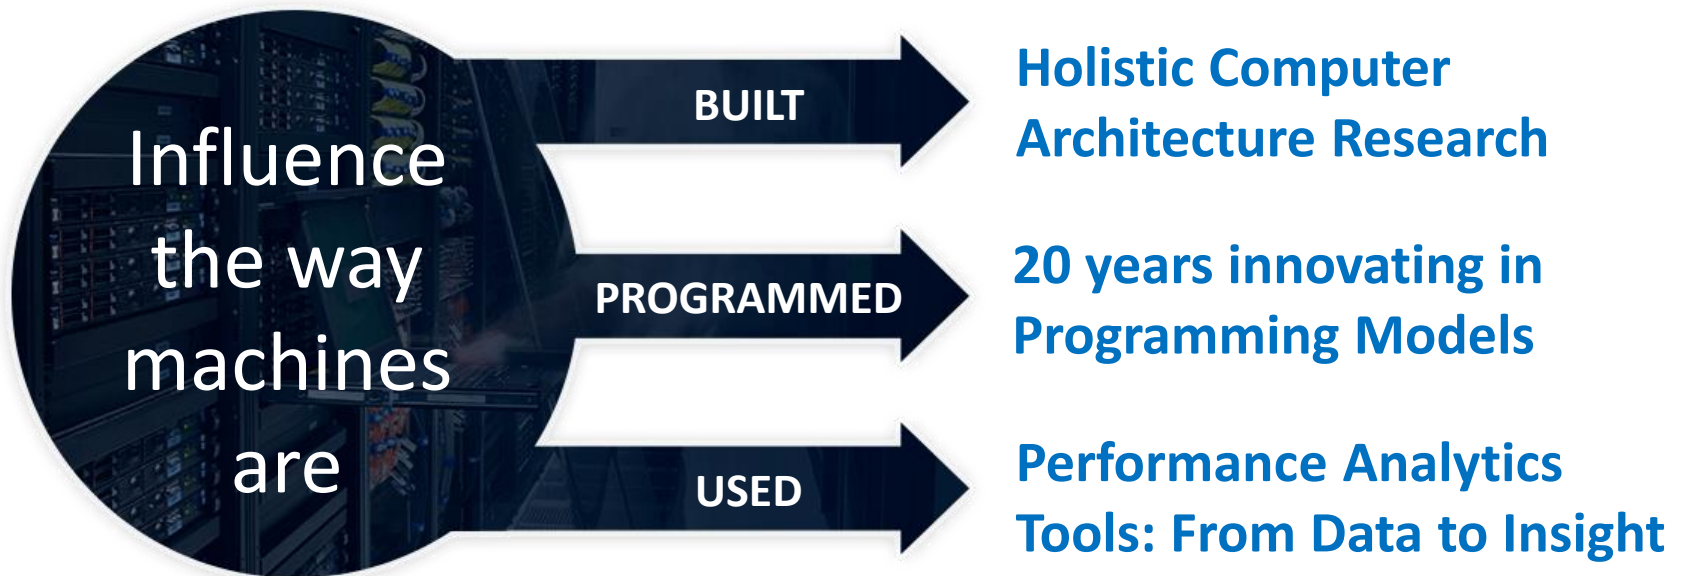 Influence
the way
machines
are
BUILT
Holistic Computer
Architecture Research
PROGRAMMED
20 years innovating in
Programming Models
USED
Performance Analytics
Tools: From Data to Insight